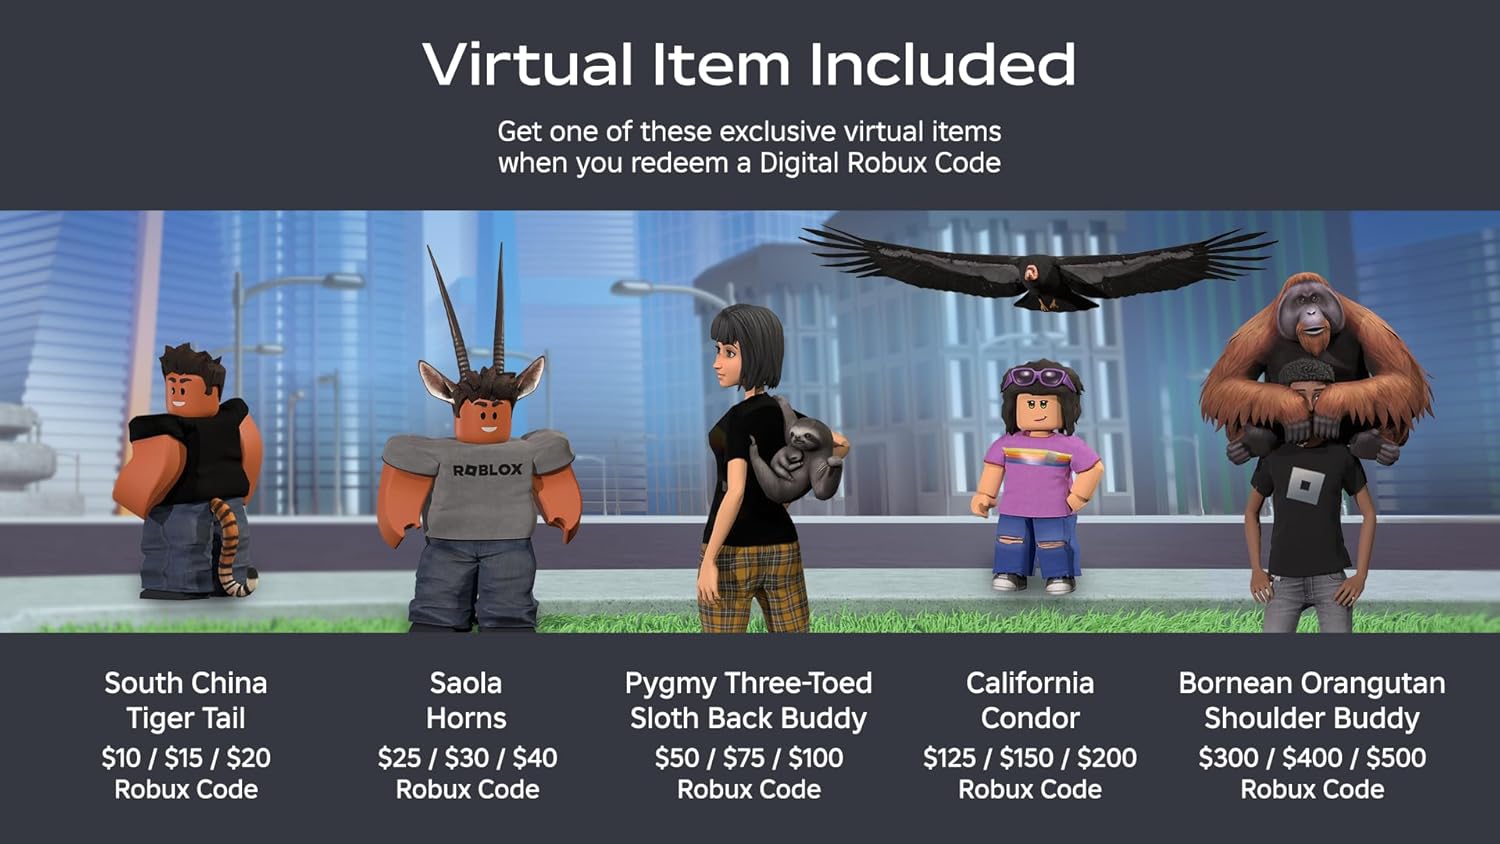 Virtual Item Included
Get one of these exclusive virtual items
when you redeem a Digital Robux Code
ROBLOX
South China
Tiger Tail
$10 / $15 / $20
Robux Code
Saola
Horns
$25 / $30 / $40
Robux Code
Pygmy Three-Toed
Sloth Back Buddy
$50 / $75 / $100
Robux Code
California
Condor
$125 / $150 / $200
Robux Code
Bornean Orangutan
Shoulder Buddy
$300 / $400 / $500
Robux Code